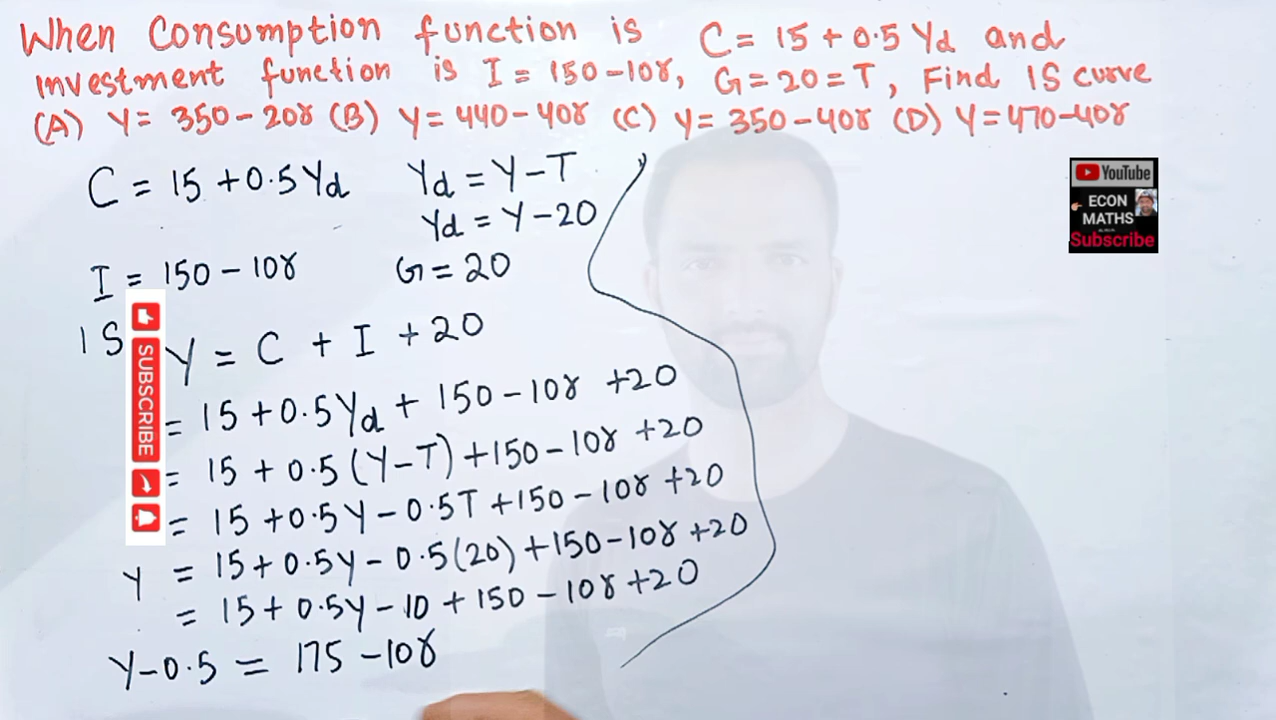 When Consumption function is C = 15 + 0.5 Yd and
investment function is I = 150 - 10r, G = 20 = T, Find IS curve
(A) Y = 350 - 20r (B) Y = 440 - 40r (C) Y = 350 - 40r (D) Y = 470 - 40r
C = 15 + 0.5 Yd Yd = Y - T
Yd = Y - 20
I = 150 - 10r G = 20
IS Y = C + I + 20
= 15 + 0.5 Yd + 150 - 10r + 20
= 15 + 0.5 (Y - T) + 150 - 10r + 20
= 15 + 0.5Y - 0.5T + 150 - 10r + 20
Y = 15 + 0.5Y - 0.5(20) + 150 - 10r + 20
= 15 + 0.5Y - 10 + 150 - 10r + 20
Y - 0.5 = 175 - 10r
SUBSCRIBE
YouTube
ECON
MATHS
Subscribe